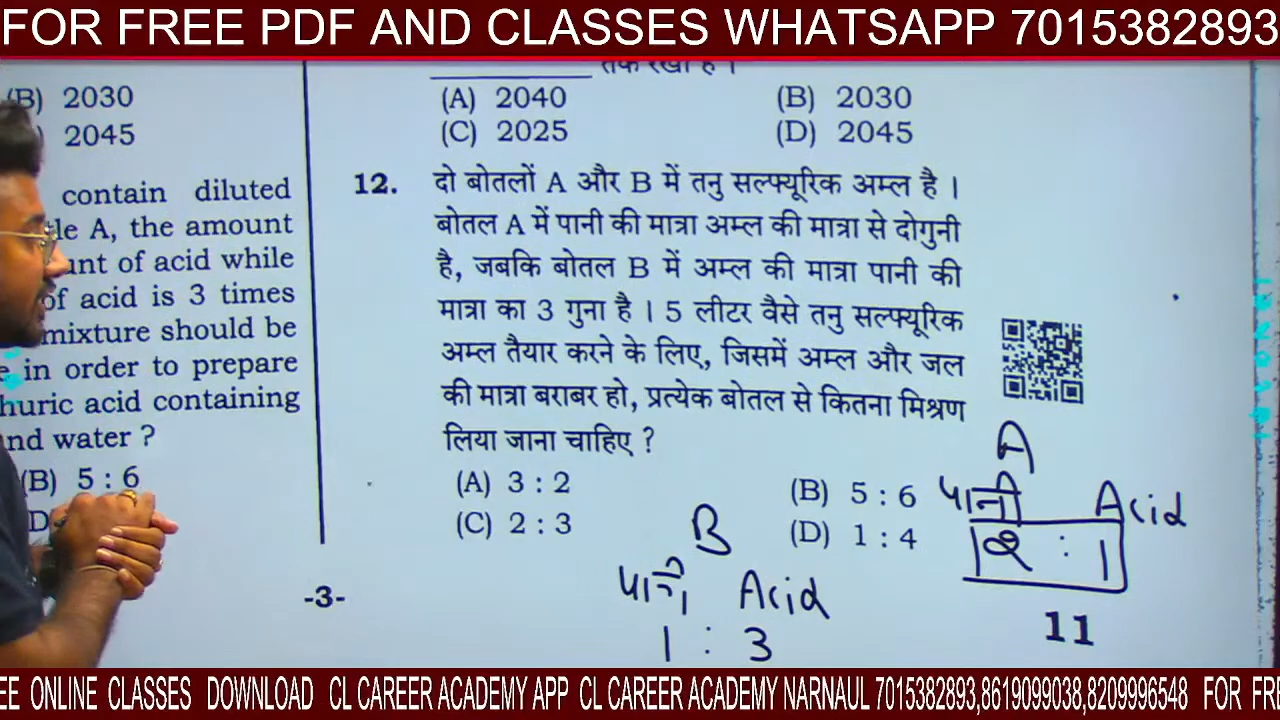 FOR FREE PDF AND CLASSES WHATSAPP 7015382893
(B) 2030
2045
contain diluted
le A, the amount
unt of acid while
of acid is 3 times
mixture should be
in order to prepare
huric acid containing
nd water ?
(B) 5 : 6
तक रखा है ।
(A) 2040 (B) 2030
(C) 2025 (D) 2045
12. दो बोतलों A और B में तनु सल्फ्यूरिक अम्ल है ।
बोतल A में पानी की मात्रा अम्ल की मात्रा से दोगुनी
है, जबकि बोतल B में अम्ल की मात्रा पानी की
मात्रा का 3 गुना है । 5 लीटर वैसे तनु सल्फ्यूरिक
अम्ल तैयार करने के लिए, जिसमें अम्ल और जल
की मात्रा बराबर हो, प्रत्येक बोतल से कितना मिश्रण
लिया जाना चाहिए ?
(A) 3 : 2 (B) 5 : 6
(C) 2 : 3 (D) 1 : 4
A
पानी Acid
2 : 1
B
पानी Acid
1 : 3
-3-
11
EE ONLINE CLASSES DOWNLOAD CL CAREER ACADEMY APP CL CAREER ACADEMY NARNAUL 7015382893,8619099038,8209996548 FOR FRE